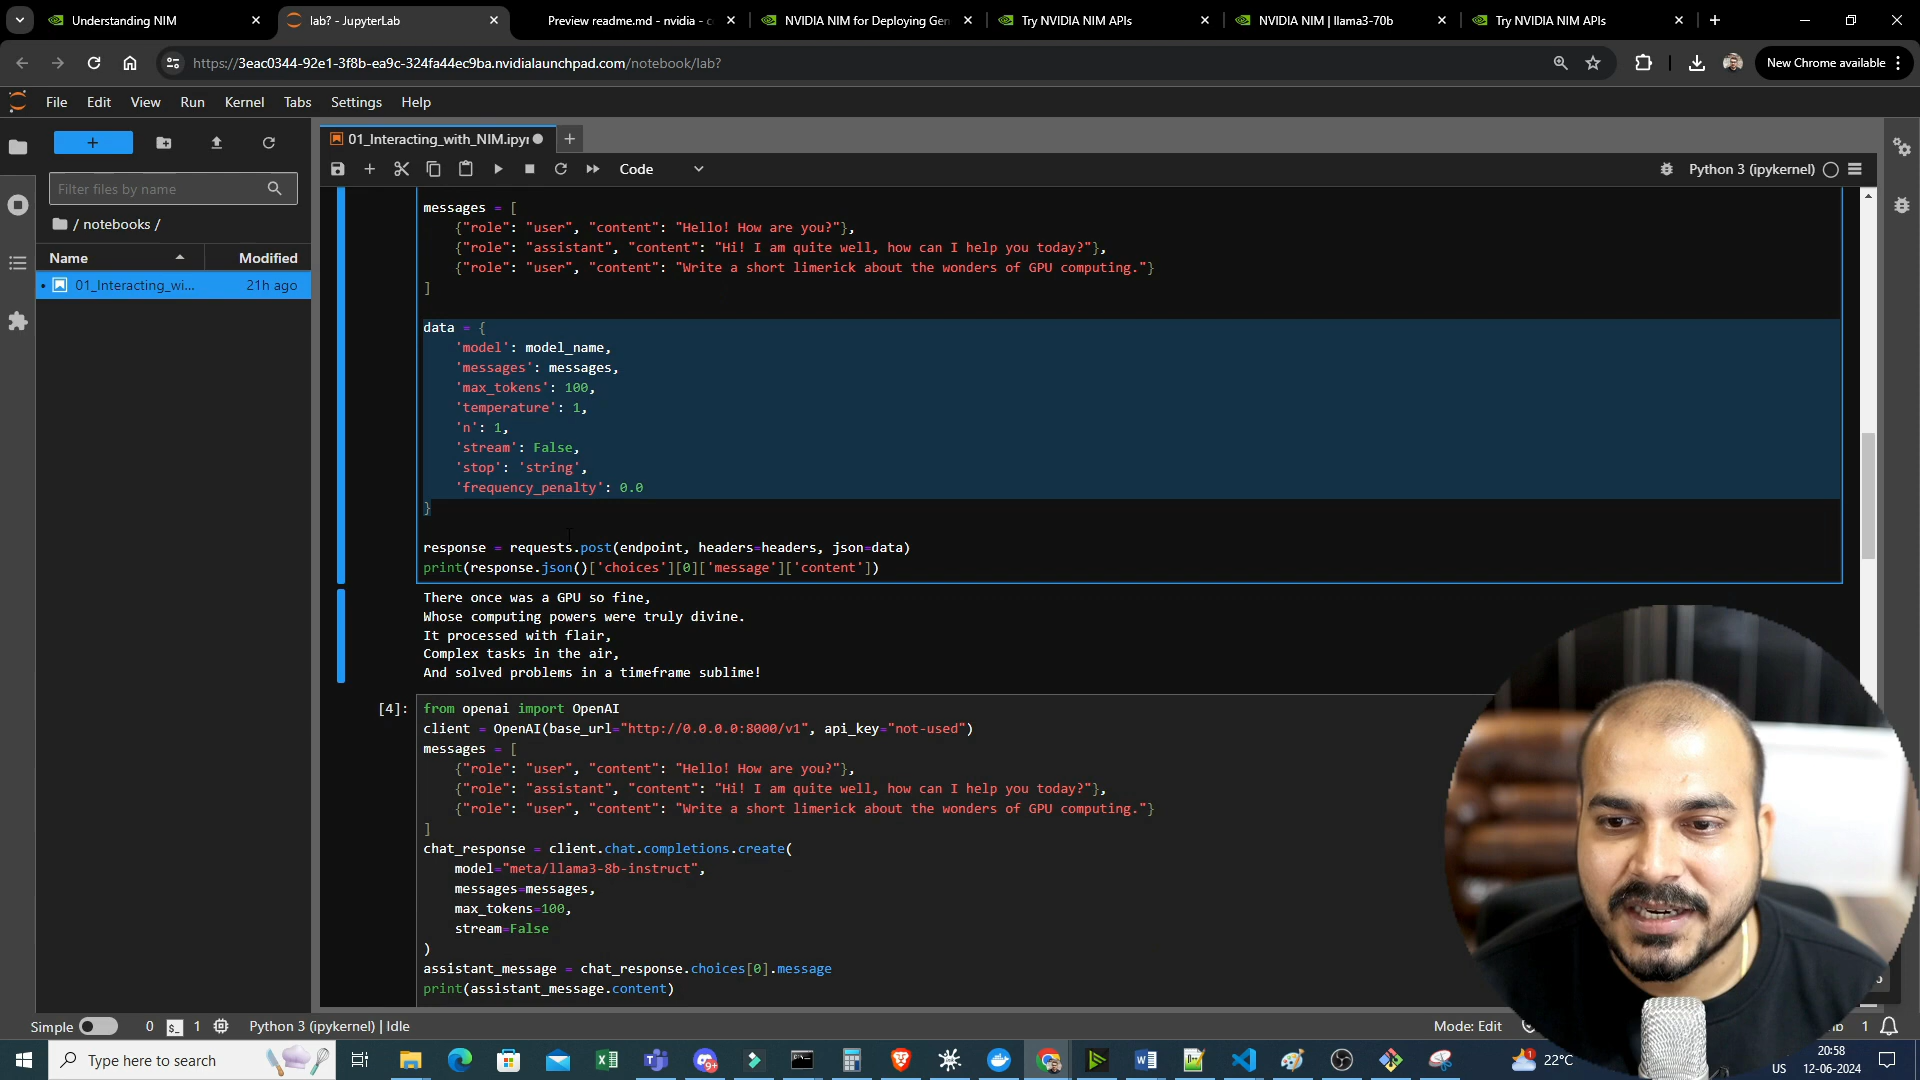 Understanding NIM
lab? - JupyterLab
Preview readme.md - nvidia - c
NVIDIA NIM for Deploying Gen
Try NVIDIA NIM APIs
NVIDIA NIM | llama3-70b
Try NVIDIA NIM APIs
https://3eac0344-92e1-3f8b-ea9c-324fa44ec9ba.nvidialaunchpad.com/notebook/lab?
New Chrome available
File Edit View Run Kernel Tabs Settings Help
01_Interacting_with_NIM.ipyn
Code
Python 3 (ipykernel)
Filter files by name
/ notebooks /
Name Modified
01_Interacting_wi... 21h ago
messages = [
{"role": "user", "content": "Hello! How are you?"},
{"role": "assistant", "content": "Hi! I am quite well, how can I help you today?"},
{"role": "user", "content": "Write a short limerick about the wonders of GPU computing."}
]
data = {
'model': model_name,
'messages': messages,
'max_tokens': 100,
'temperature': 1,
'n': 1,
'stream': False,
'stop': 'string',
'frequency_penalty': 0.0
}
response = requests.post(endpoint, headers=headers, json=data)
print(response.json()['choices'][0]['message']['content'])
There once was a GPU so fine,
Whose computing powers were truly divine.
It processed with flair,
Complex tasks in the air,
And solved problems in a timeframe sublime!
[4]:
from openai import OpenAI
client = OpenAI(base_url="http://0.0.0.0:8000/v1", api_key="not-used")
messages = [
{"role": "user", "content": "Hello! How are you?"},
{"role": "assistant", "content": "Hi! I am quite well, how can I help you today?"},
{"role": "user", "content": "Write a short limerick about the wonders of GPU computing."}
]
chat_response = client.chat.completions.create(
model="meta/llama3-8b-instruct",
messages=messages,
max_tokens=100,
stream=False
)
assistant_message = chat_response.choices[0].message
print(assistant_message.content)
Simple 0 1 Python 3 (ipykernel) | Idle
Mode: Edit
1
Type here to search
22°C
US
20:58
12-06-2024